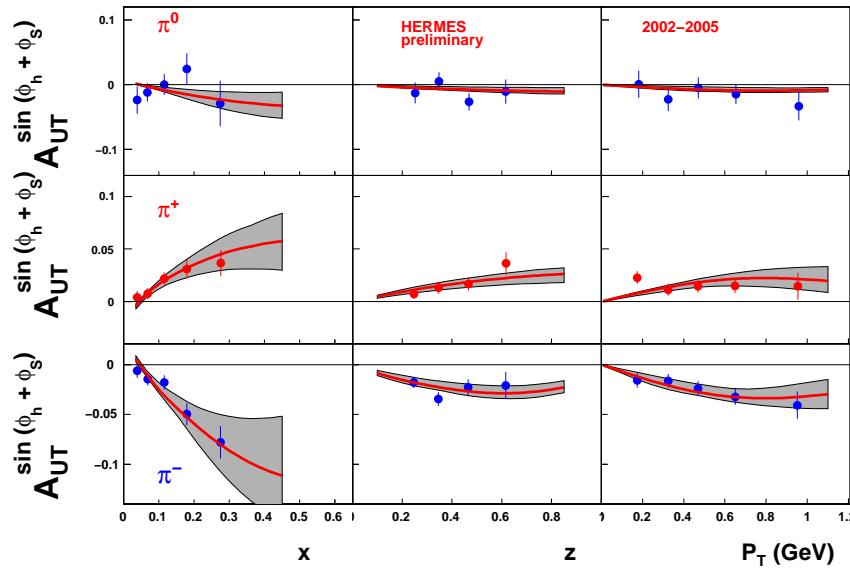 0.1
0
−0.1
A_UT^sin (ϕ_h + ϕ_S)
π⁰
HERMES
preliminary
2002−2005
0.1
0.05
0
A_UT^sin (ϕ_h + ϕ_S)
π⁺
0
−0.05
−0.1
A_UT^sin (ϕ_h + ϕ_S)
π⁻
0 0.1 0.2 0.3 0.4 0.5 0.6
0.2 0.4 0.6 0.8
0.2 0.4 0.6 0.8 1 1.2
x
z
P_T (GeV)